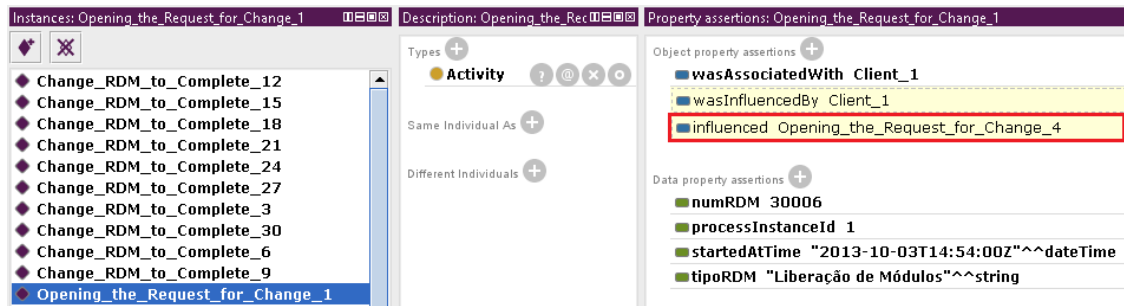 Instances: Opening_the_Request_for_Change_1
Change_RDM_to_Complete_12
Change_RDM_to_Complete_15
Change_RDM_to_Complete_18
Change_RDM_to_Complete_21
Change_RDM_to_Complete_24
Change_RDM_to_Complete_27
Change_RDM_to_Complete_3
Change_RDM_to_Complete_30
Change_RDM_to_Complete_6
Change_RDM_to_Complete_9
Opening_the_Request_for_Change_1
Description: Opening_the_Rec
Types
Activity
Same Individual As
Different Individuals
Property assertions: Opening_the_Request_for_Change_1
Object property assertions
wasAssociatedWith Client_1
wasInfluencedBy Client_1
influenced Opening_the_Request_for_Change_4
Data property assertions
numRDM 30006
processInstanceId 1
startedAtTime "2013-10-03T14:54:00Z"^^dateTime
tipoRDM "Liberação de Módulos"^^string